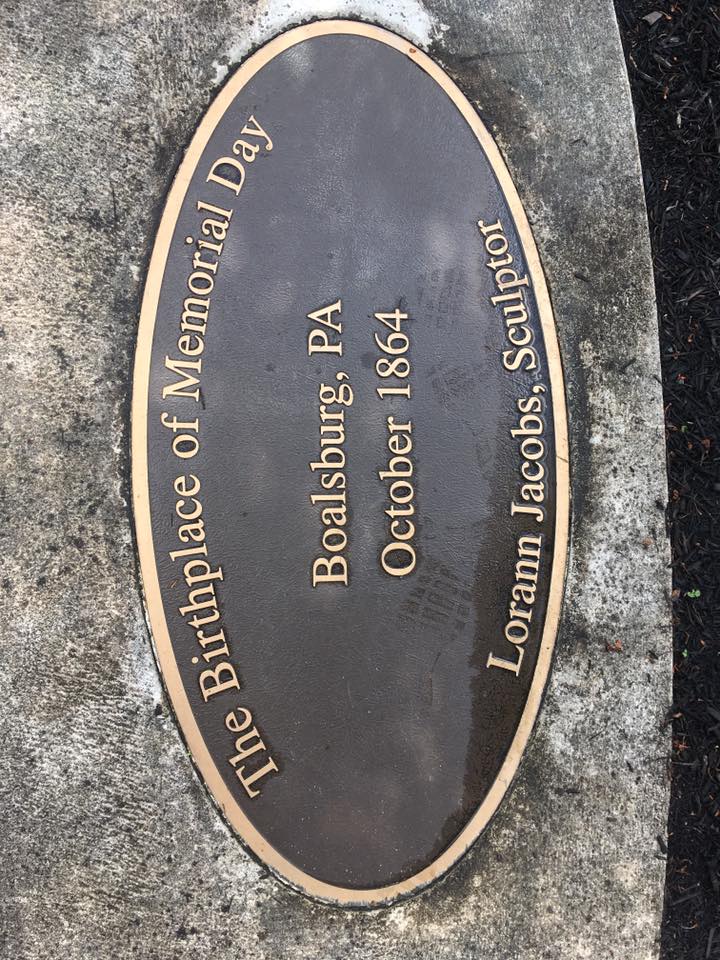 The Birthplace of Memorial Day
Boalsburg, PA
October 1864
Lorann Jacobs, Sculptor